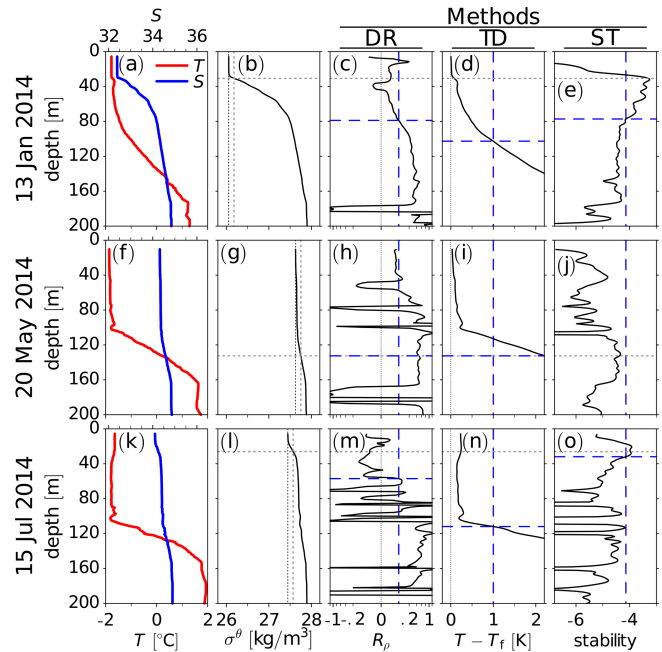 Methods
S
32 34 36
DR TD ST
13 Jan 2014
depth [m]
0
40
80
120
160
200
(a) T S
(b)
(c)
(d)
(e)
20 May 2014
depth [m]
0
40
80
120
160
200
(f)
(g)
(h)
(i)
(j)
15 Jul 2014
depth [m]
0
40
80
120
160
200
(k)
(l)
(m)
(n)
(o)
-2 0 2
26 27 28
-1 -.2 .2 1
0 1 2
-6 -4
T [°C]
σᶿ [kg/m³]
Rρ
T − Tf [K]
stability